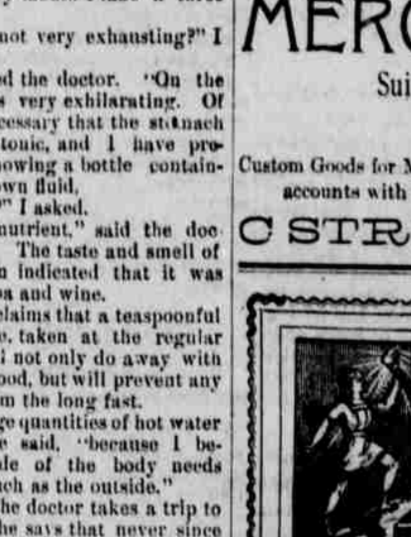 not very exhausting?" I
ed the doctor. "On the
s very exhilarating. Of
cessary that the stomach
tonic, and I have pro-
howing a bottle contain-
wn fluid.
?" I asked.
nutrient," said the doc-
The taste and smell of
n indicated that it was
oa and wine.
claims that a teaspoonful
e, taken at the regular
l not only do away with
ood, but will prevent any
m the long fast.
ge quantities of hot water
e said, "because I be-
de of the body needs
ch as the outside."
he doctor takes a trip to
he says that never since
MERC
Sui
Custom Goods for M
accounts with
C STR